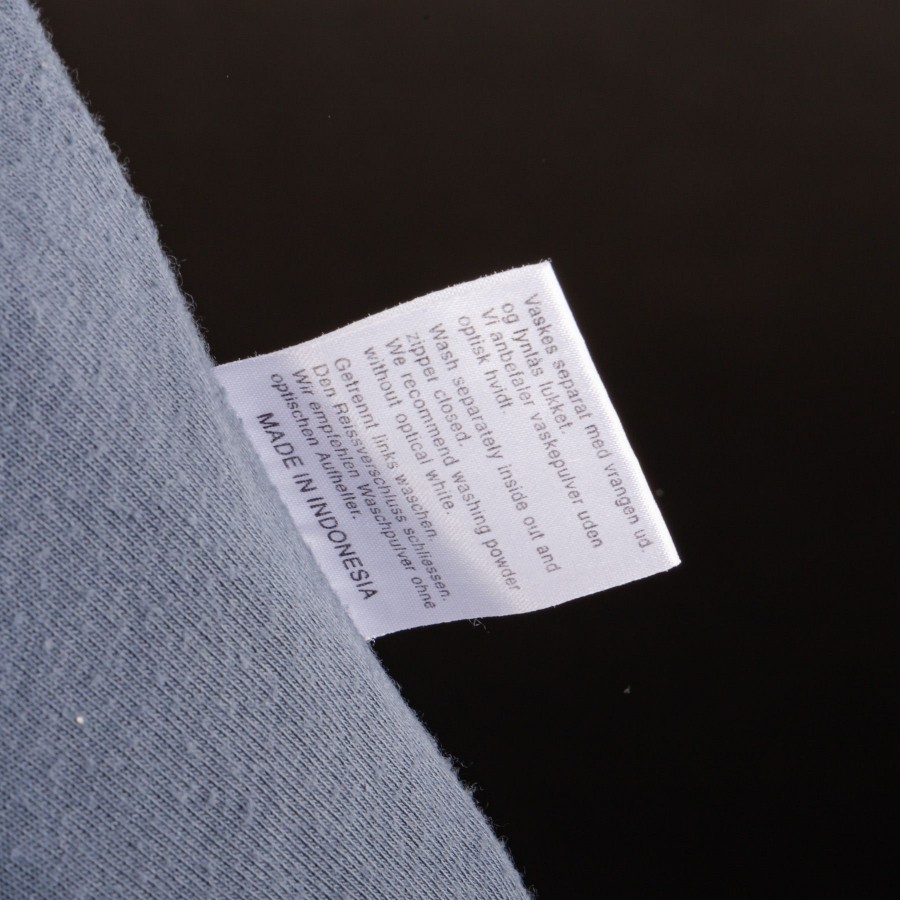 Vaskes separat med vrangen ud.
og lynlås lukket.
Vi anbefaler vaskepulver uden
optisk hvidt.
Wash separately inside out and
zipper closed.
We recommend washing powder
without optical white.
Getrennt links waschen.
Den Reissverschluss schliessen.
Wir empfehlen Waschpulver ohne
optischen Aufheller.
MADE IN INDONESIA